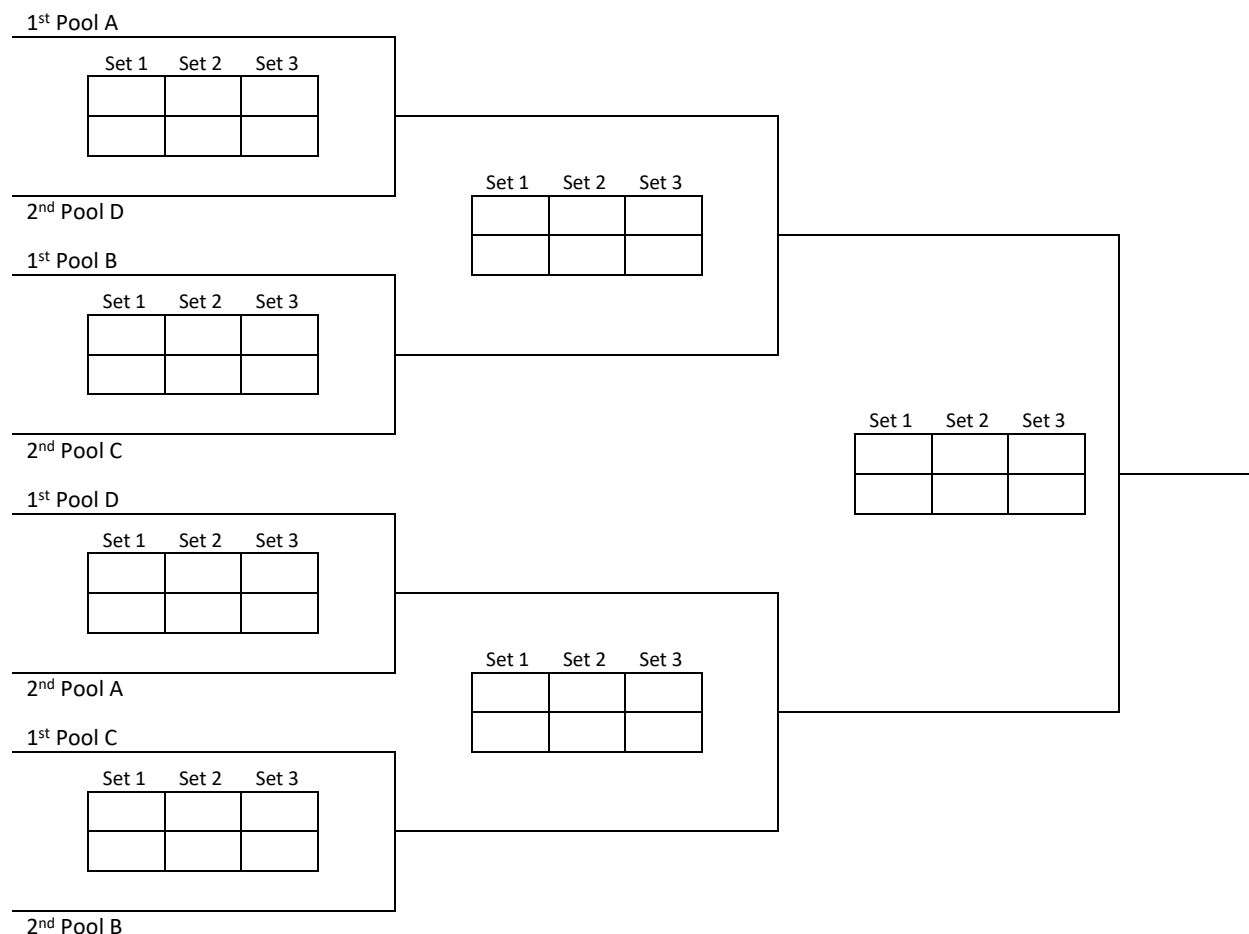 1st Pool A
Set 1 Set 2 Set 3
2nd Pool D
Set 1 Set 2 Set 3
1st Pool B
Set 1 Set 2 Set 3
2nd Pool C
Set 1 Set 2 Set 3
1st Pool D
Set 1 Set 2 Set 3
2nd Pool A
Set 1 Set 2 Set 3
1st Pool C
Set 1 Set 2 Set 3
2nd Pool B